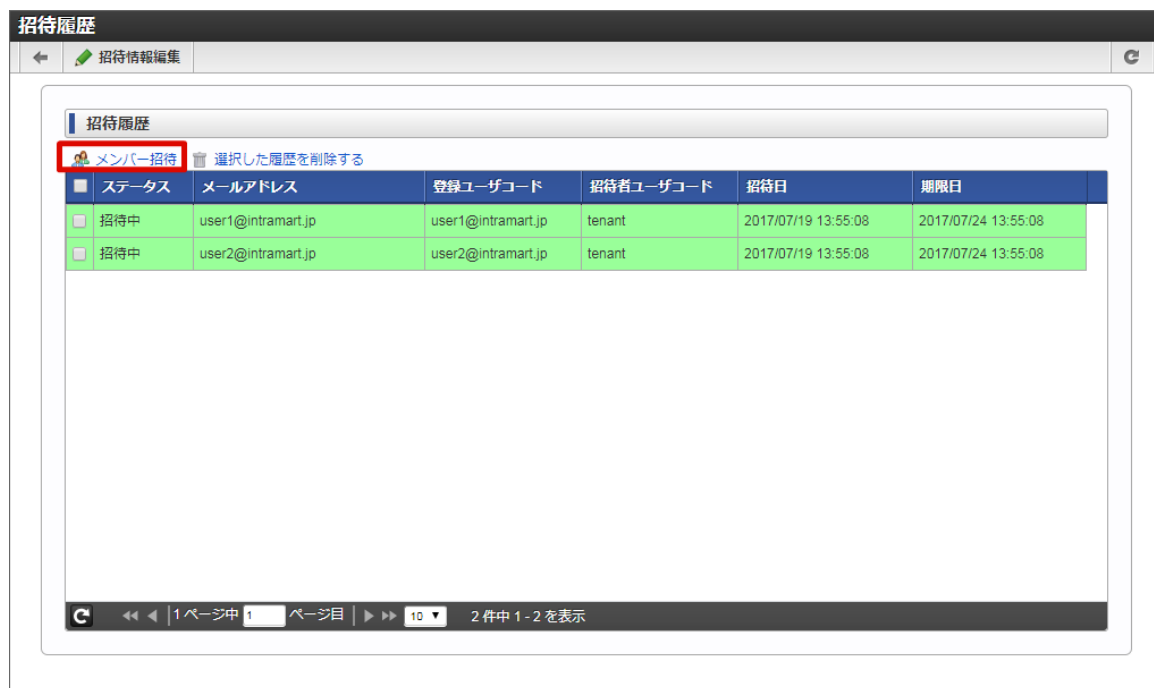 招待履歴
招待情報編集
招待履歴
メンバー招待 選択した履歴を削除する
ステータス メールアドレス 登録ユーザコード 招待者ユーザコード 招待日 期限日
招待中 user1@intramart.jp user1@intramart.jp tenant 2017/07/19 13:55:08 2017/07/24 13:55:08
招待中 user2@intramart.jp user2@intramart.jp tenant 2017/07/19 13:55:08 2017/07/24 13:55:08
1 ページ中 1 ページ目 10 2 件中 1 - 2 を表示